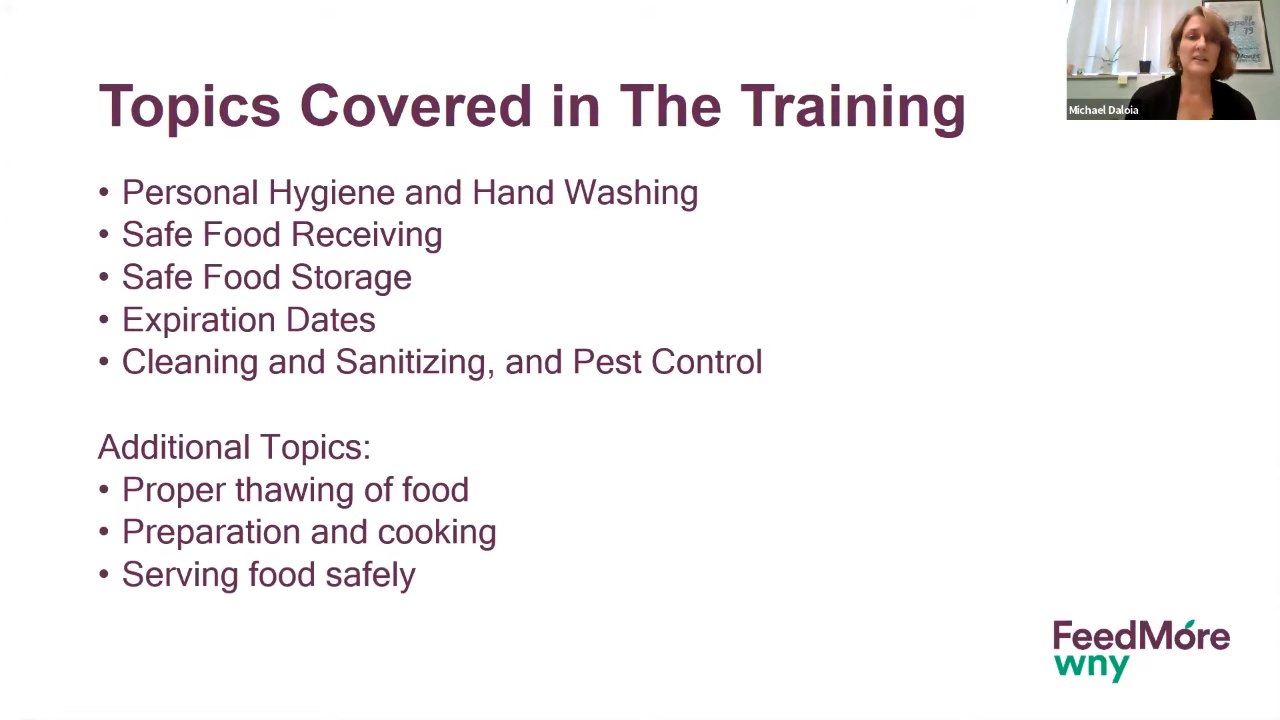 Topics Covered in The Training
Michael Daloia
• Personal Hygiene and Hand Washing
• Safe Food Receiving
• Safe Food Storage
• Expiration Dates
• Cleaning and Sanitizing, and Pest Control
Additional Topics:
• Proper thawing of food
• Preparation and cooking
• Serving food safely
FeedMore
wny